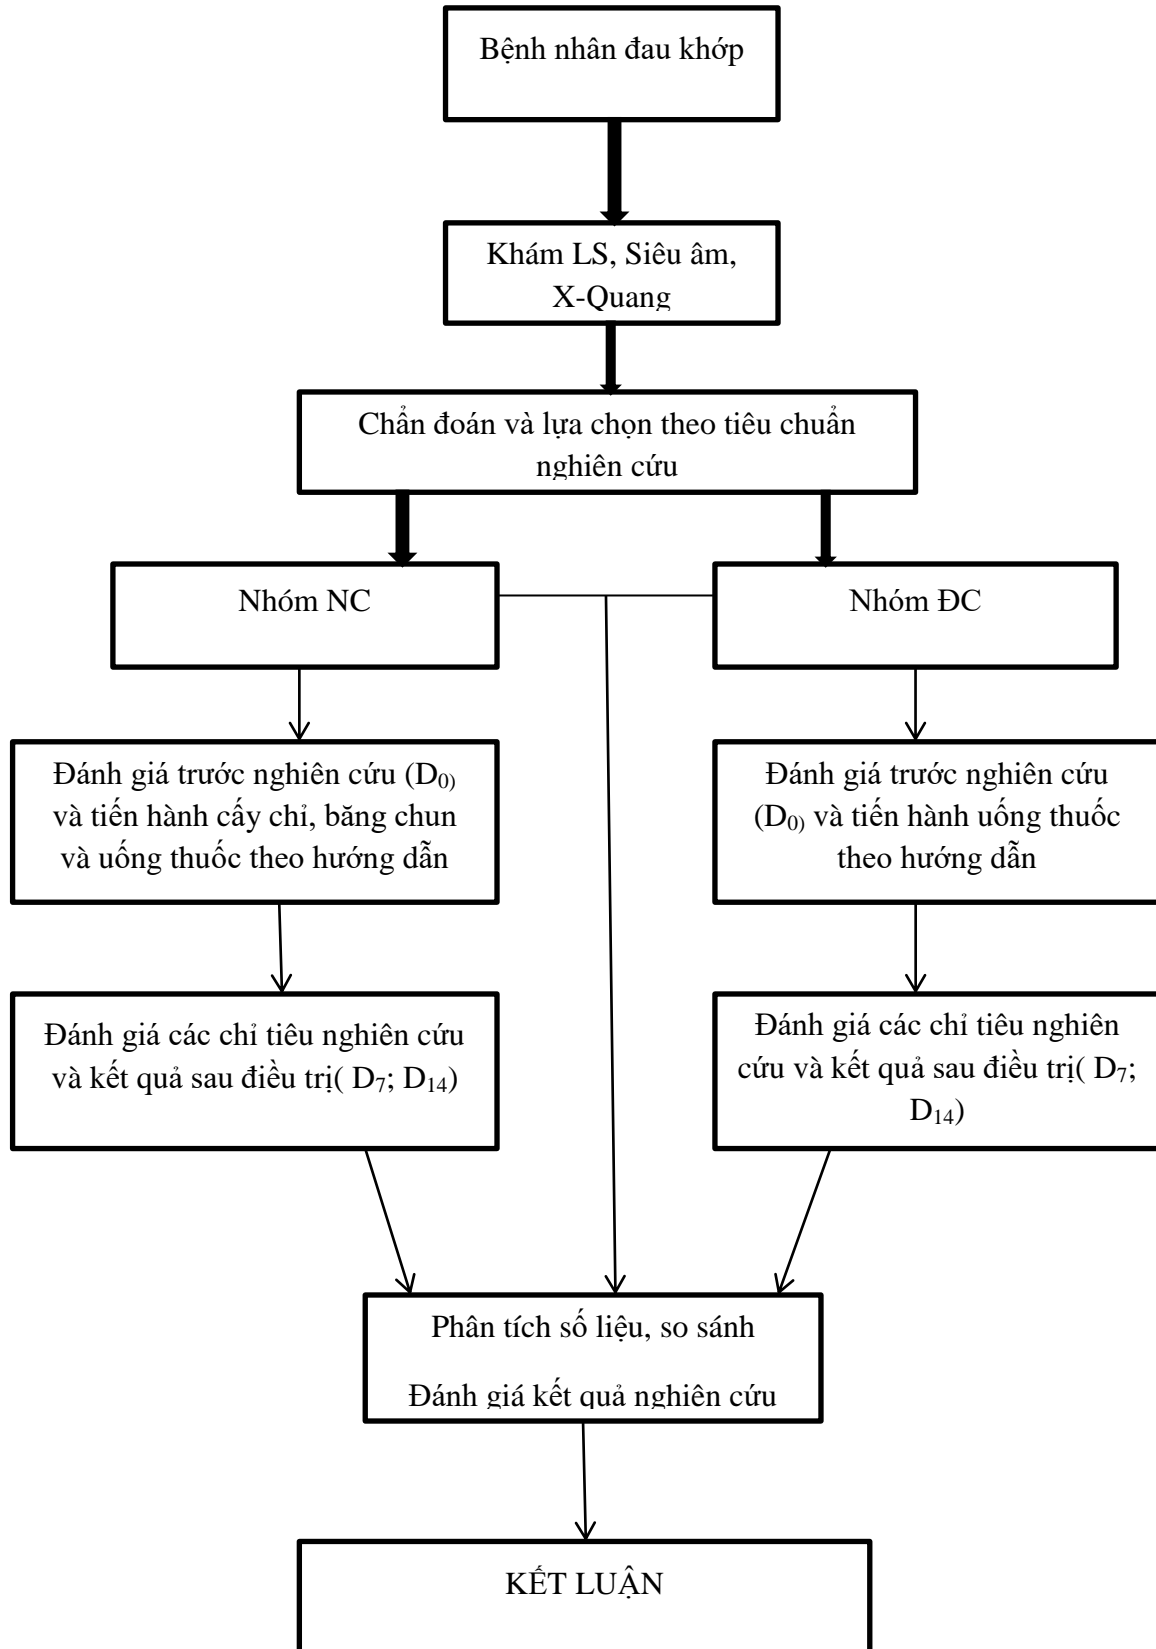 Bệnh nhân đau khớp
Khám LS, Siêu âm,
X-Quang
Chẩn đoán và lựa chọn theo tiêu chuẩn
nghiên cứu
Nhóm NC
Nhóm ĐC
Đánh giá trước nghiên cứu (D₀₎
và tiến hành cấy chỉ, băng chun
và uống thuốc theo hướng dẫn
Đánh giá trước nghiên cứu
(D₀₎ và tiến hành uống thuốc
theo hướng dẫn
Đánh giá các chỉ tiêu nghiên cứu
và kết quả sau điều trị( D₇; D₁₄)
Đánh giá các chỉ tiêu nghiên
cứu và kết quả sau điều trị( D₇;
D₁₄)
Phân tích số liệu, so sánh
Đánh giá kết quả nghiên cứu
KẾT LUẬN